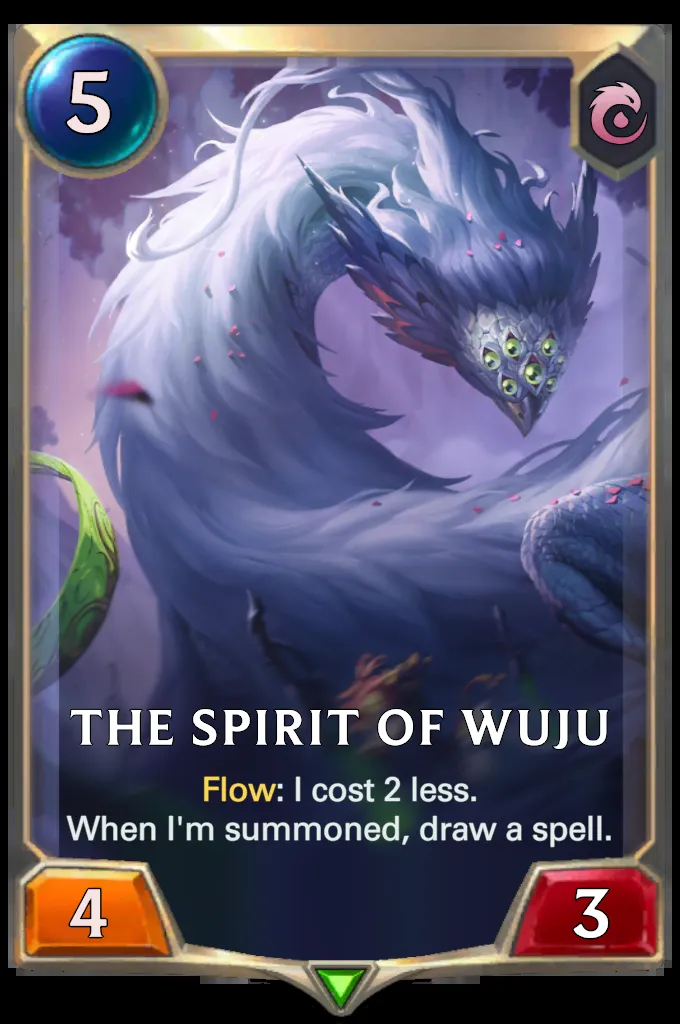 5
THE SPIRIT OF WUJU
Flow: I cost 2 less.
When I'm summoned, draw a spell.
4
3